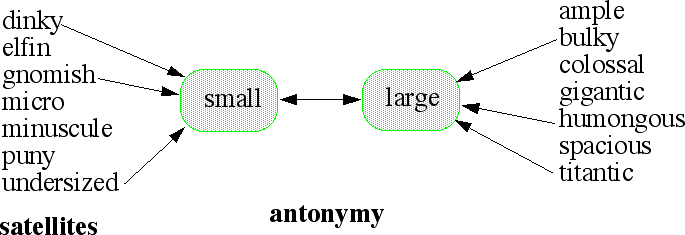 dinky
elfin
gnomish
micro
minuscule
puny
undersized
satellites
small
large
antonymy
ample
bulky
colossal
gigantic
humongous
spacious
titantic